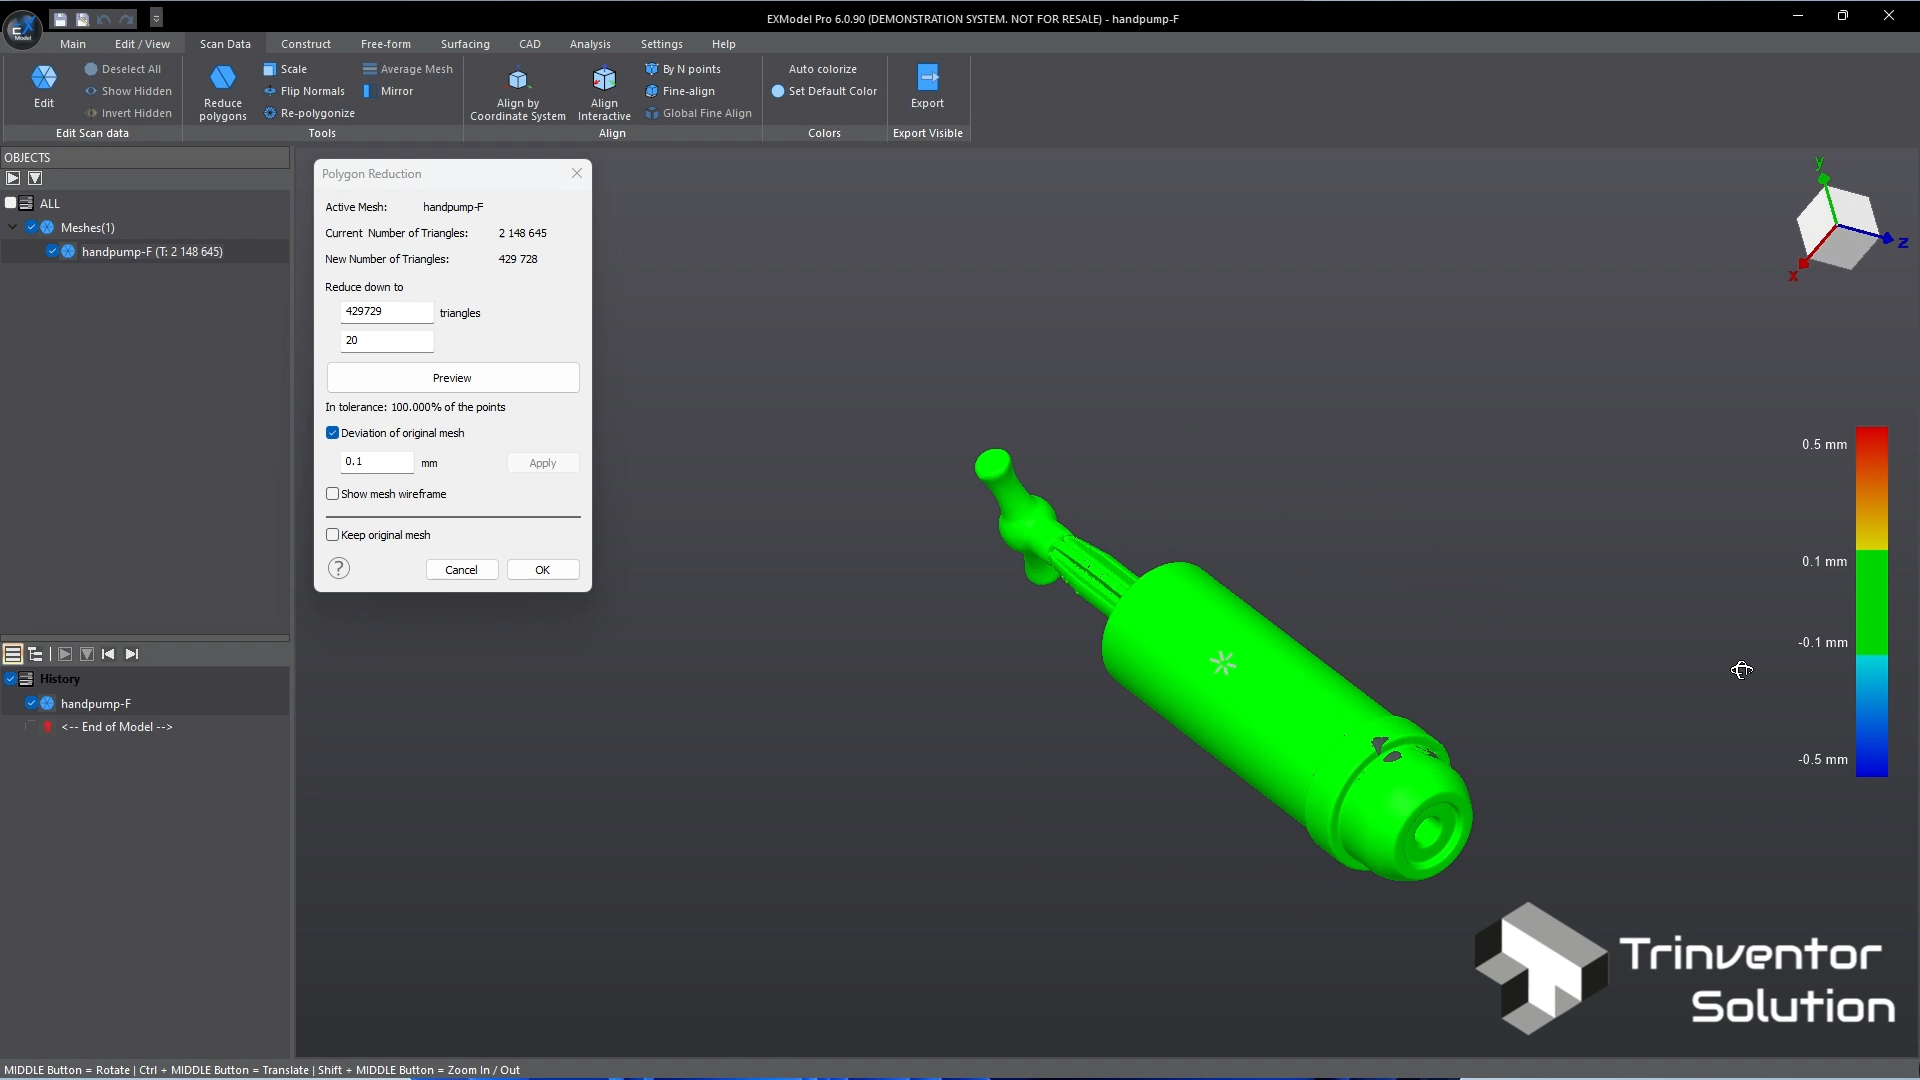 EXModel Pro 6.0.90 (DEMONSTRATION SYSTEM. NOT FOR RESALE) - handpump-F
eX
Model
Main Edit / View Scan Data Construct Free-form Surfacing CAD Analysis Settings Help
Edit
Deselect All
Show Hidden
Invert Hidden
Edit Scan data
Reduce
polygons
Scale
Flip Normals
Re-polygonize
Average Mesh
Mirror
Tools
Align by
Coordinate System
Align
Interactive
By N points
Fine-align
Global Fine Align
Align
Auto colorize
Set Default Color
Colors
Export
Export Visible
OBJECTS
ALL
Meshes(1)
handpump-F (T: 2 148 645)
Polygon Reduction
Active Mesh: handpump-F
Current Number of Triangles: 2 148 645
New Number of Triangles: 429 728
Reduce down to
429729 triangles
20
Preview
In tolerance: 100.000% of the points
Deviation of original mesh
0.1 mm Apply
Show mesh wireframe
Keep original mesh
? Cancel OK
y
z
x
0.5 mm
0.1 mm
-0.1 mm
-0.5 mm
History
handpump-F
<-- End of Model -->
Trinventor
Solution
MIDDLE Button = Rotate | Ctrl + MIDDLE Button = Translate | Shift + MIDDLE Button = Zoom In / Out